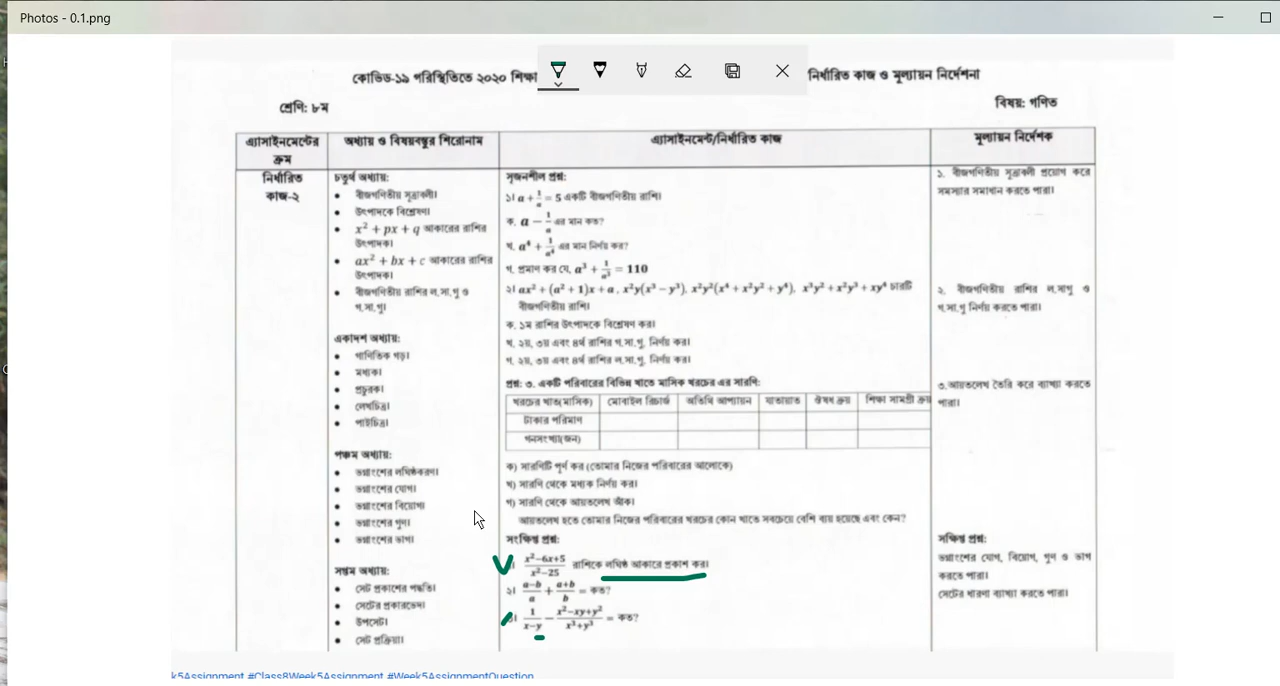 Photos - 0.1.png
কোভিড-১৯ পরিস্থিতিতে ২০২০ শিক্ষা
নির্ধারিত কাজ ও মূল্যায়ন নির্দেশনা
শ্রেণি: ৮ম
বিষয়: গণিত
এ্যাসাইনমেন্টের ক্রম
অধ্যায় ও বিষয়বস্তুর শিরোনাম
এ্যাসাইনমেন্ট/নির্ধারিত কাজ
মূল্যায়ন নির্দেশক
নির্ধারিত
কাজ-২
চতুর্থ অধ্যায়:
• বীজগণিতীয় সূত্রাবলী।
• উৎপাদকে বিশ্লেষণ।
• x² + px + q আকারের রাশির
উৎপাদক।
• ax² + bx + c আকারের রাশির
উৎপাদক।
• বীজগণিতীয় রাশির ল.সা.গু ও
গ.সা.গু।
একাদশ অধ্যায়:
• গাণিতিক গড়।
• মধ্যক।
• প্রচুরক।
• লেখচিত্র।
• পাইচিত্র।
পঞ্চম অধ্যায়:
• ভগ্নাংশের লঘিষ্ঠকরণ।
• ভগ্নাংশের যোগ।
• ভগ্নাংশের বিয়োগ।
• ভগ্নাংশের গুণ।
• ভগ্নাংশের ভাগ।
সপ্তম অধ্যায়:
• সেট প্রকাশের পদ্ধতি।
• সেটের প্রকারভেদ।
• উপসেট।
• সেট প্রক্রিয়া।
সৃজনশীল প্রশ্ন:
১। a + 1/a = 5 একটি বীজগণিতীয় রাশি।
ক. a − 1/a এর মান কত?
খ. a⁴ + 1/a⁴ এর মান নির্ণয় কর?
গ. প্রমাণ কর যে, a³ + 1/a³ = 110
২। ax² + (a² + 1)x + a , x²y(x³ − y³), x²y²(x⁴ + x²y² + y⁴), x³y² + x²y³ + xy⁴ চারটি
বীজগণিতীয় রাশি।
ক. ১ম রাশির উৎপাদকে বিশ্লেষণ কর।
খ. ২য়, ৩য় এবং ৪র্থ রাশির গ.সা.গু. নির্ণয় কর।
গ. ২য়, ৩য় এবং ৪র্থ রাশির ল.সা.গু. নির্ণয় কর।
প্রশ্ন: ৩. একটি পরিবারের বিভিন্ন খাতে মাসিক খরচের এর সারণি:
খরচের খাত(মাসিক) মোবাইল রিচার্জ অতিথি আপ্যায়ন যাতায়াত ঔষধ ক্রয় শিক্ষা সামগ্রী ক্রয়
টাকার পরিমাণ
গনসংখ্যা(জন)
ক) সারণিটি পূর্ণ কর (তোমার নিজের পরিবারের আলোকে)
খ) সারণি থেকে মধ্যক নির্ণয় কর।
গ) সারণি থেকে আয়তলেখ আঁক।
আয়তলেখ হতে তোমার নিজের পরিবারের খরচের কোন খাতে সবচেয়ে বেশি ব্যয় হয়েছে এবং কেন?
সংক্ষিপ্ত প্রশ্ন:
x²−6x+5/x²−25 রাশিকে লঘিষ্ঠ আকারে প্রকাশ কর।
২। a−b/a + a+b/b = কত?
৩। 1/x−y − x²−xy+y²/x³+y³ = কত?
১. বীজগণিতীয় সূত্রাবলী প্রয়োগ করে
সমস্যার সমাধান করতে পারা।
২. বীজগণিতীয় রাশির ল.সাগু ও
গ.সা.গু নির্ণয় করতে পারা।
৩.আয়তলেখ তৈরি করে ব্যাখ্যা করতে
পারা।
সংক্ষিপ্ত প্রশ্ন:
ভগ্নাংশের যোগ, বিয়োগ, গুণ ও ভাগ
করতে পারা।
সেটের ধারণা ব্যাখ্যা করতে পারা।
k5Assignment #Class8Week5Assignment #Week5AssignmentQuestion